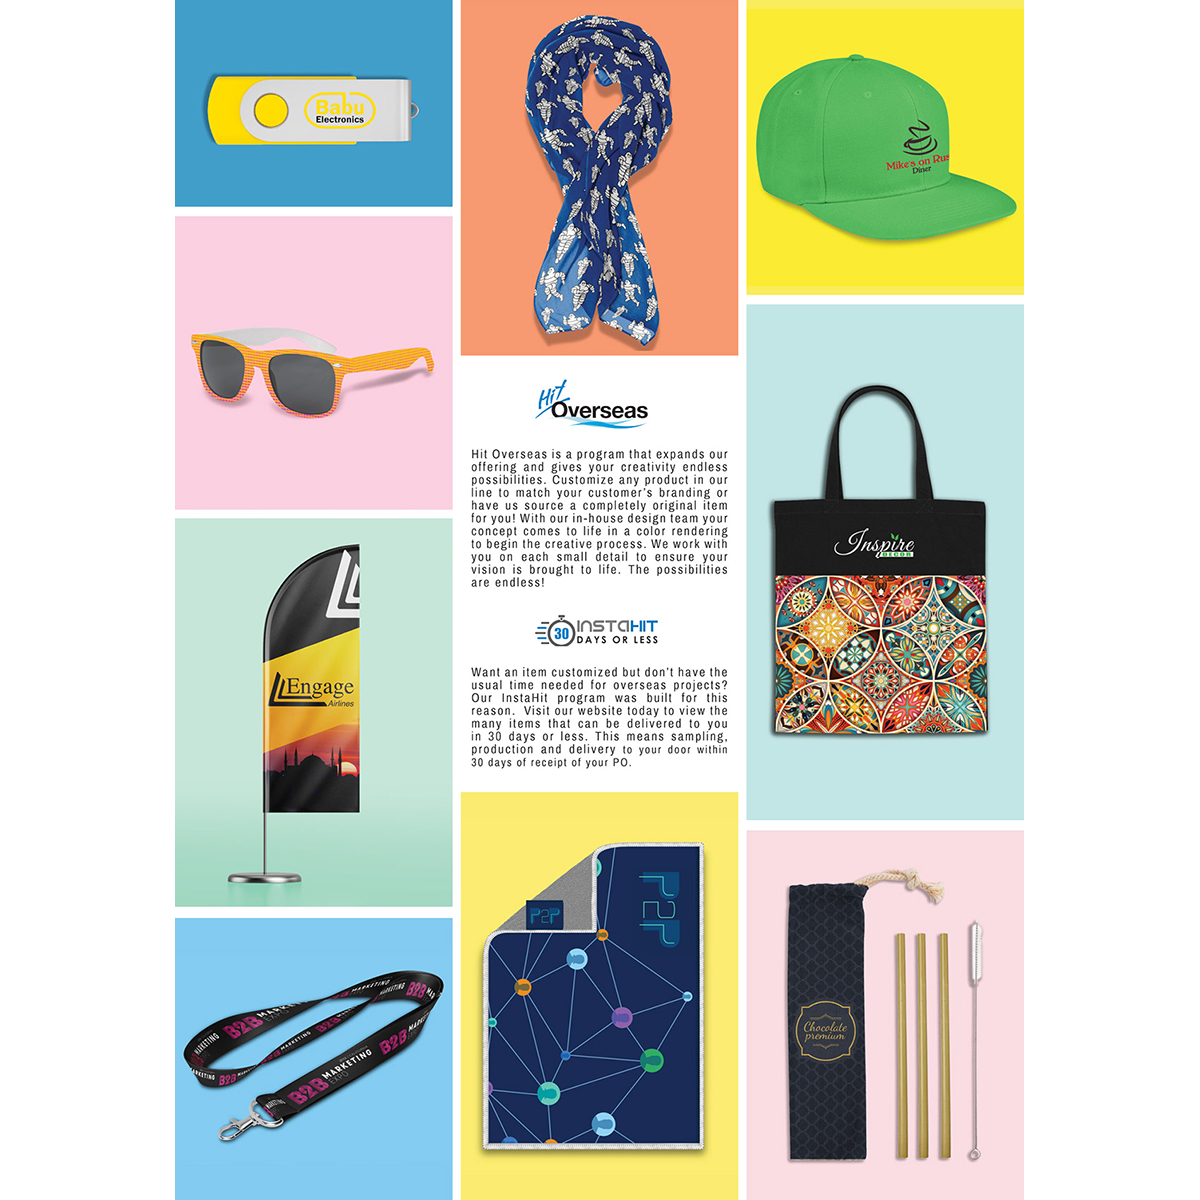 Babu
Electronics
Mike's on Run
Diner
Hit
Overseas
Hit Overseas is a program that expands our
offering and gives your creativity endless
possibilities. Customize any product in our
line to match your customer's branding or
have us source a completely original item
for you! With our in-house design team your
concept comes to life in a color rendering
to begin the creative process. We work with
you on each small detail to ensure your
vision is brought to life. The possibilities
are endless!
30 INSTAHIT
DAYS OR LESS
Want an item customized but don't have the
usual time needed for overseas projects?
Our InstaHit program was built for this
reason. Visit our website today to view the
many items that can be delivered to you
in 30 days or less. This means sampling,
production and delivery to your door within
30 days of receipt of your PO.
Inspire
DECOR
Engage
Airlines
B2B MARKETING
EXPO
B2B MARKETING
B2B MARKETING
MARKETING
P2P
P2P
Chocolate
premium